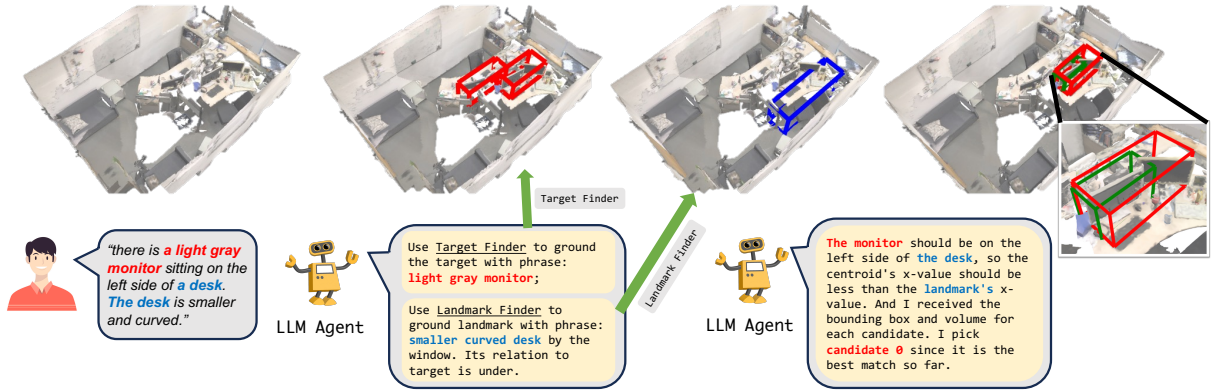 Target Finder
Landmark Finder
"there is a light gray
monitor sitting on the
left side of a desk.
The desk is smaller
and curved."
LLM Agent
Use Target Finder to ground
the target with phrase:
light gray monitor;
Use Landmark Finder to
ground landmark with phrase:
smaller curved desk by the
window. Its relation to
target is under.
LLM Agent
The monitor should be on the
left side of the desk, so the
centroid's x-value should be
less than the landmark's x-
value. And I received the
bounding box and volume for
each candidate. I pick
candidate 0 since it is the
best match so far.